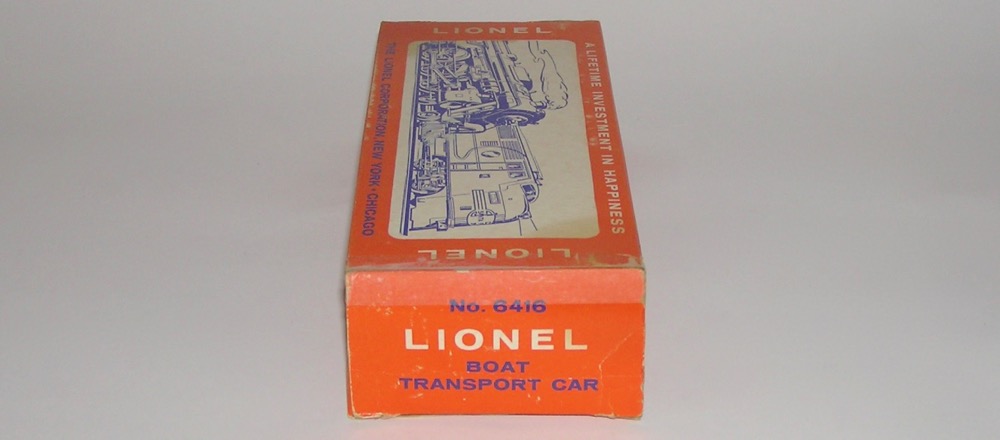 LIONEL
A LIFETIME INVESTMENT IN HAPPINESS
THE LIONEL CORPORATION, NEW YORK • CHICAGO
LIONEL
No. 6416
LIONEL
BOAT
TRANSPORT CAR